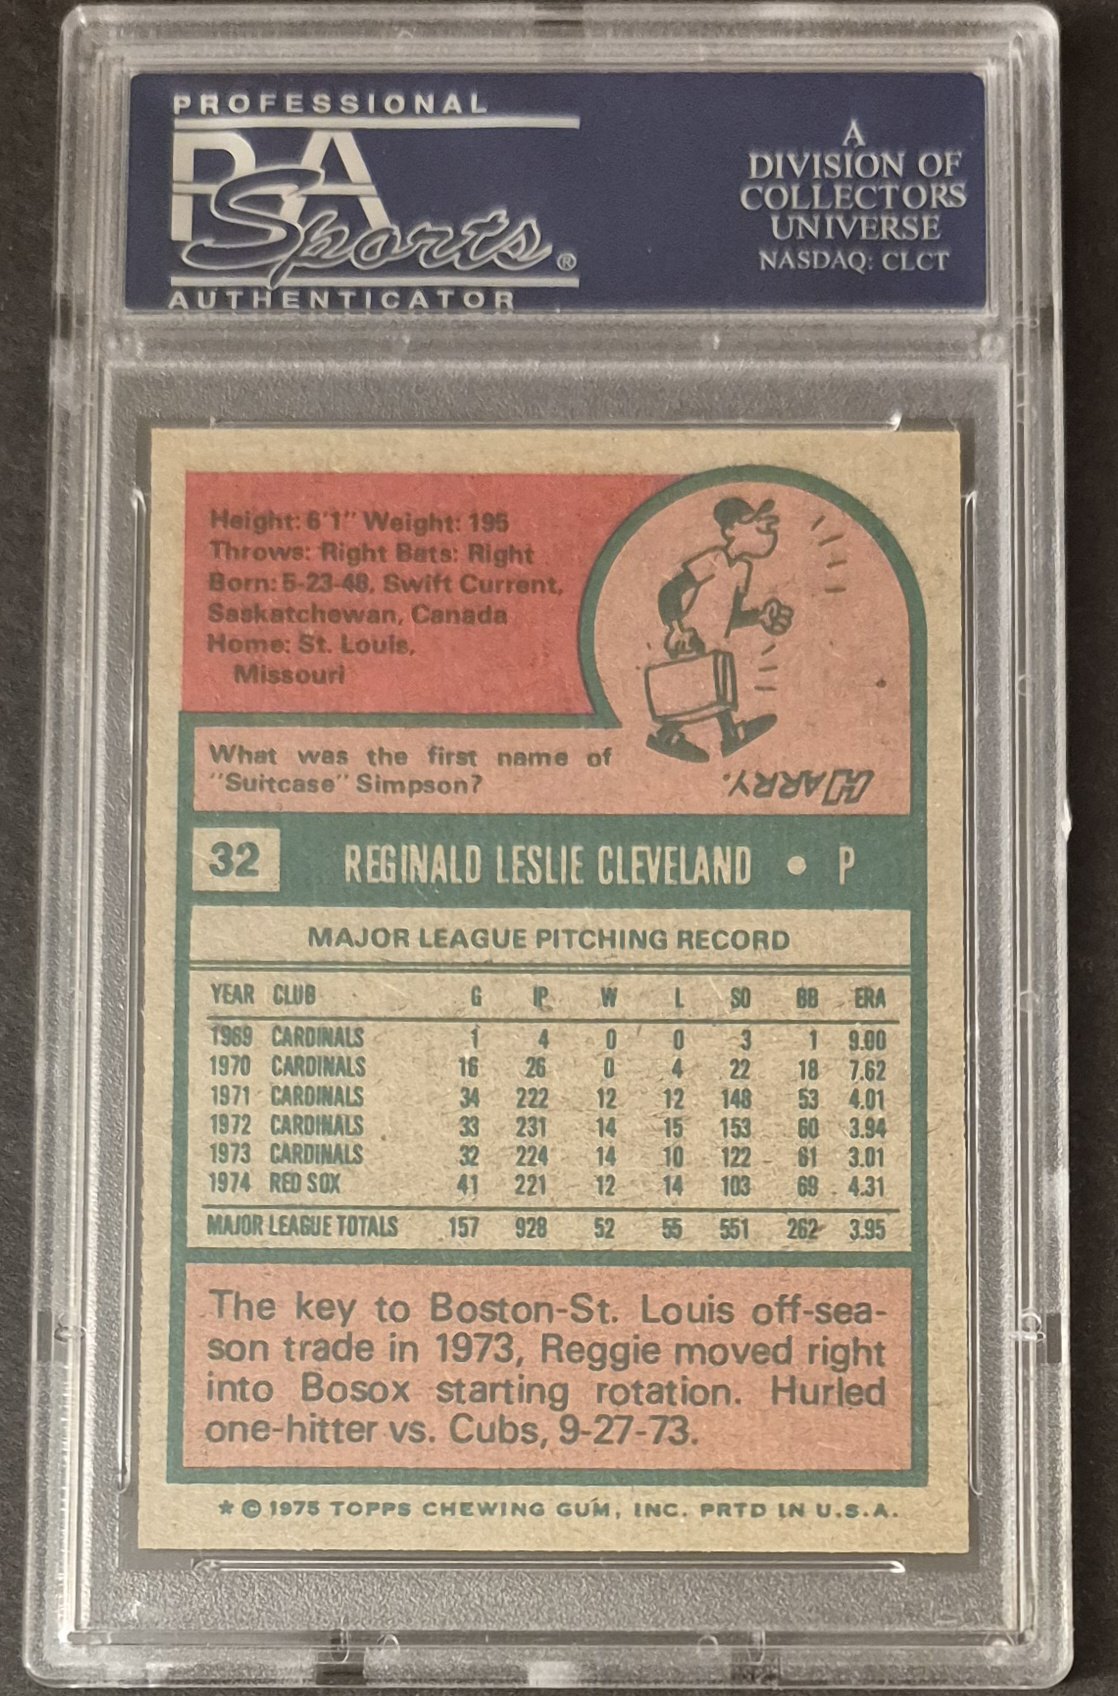 PROFESSIONAL
PSA
Sports®
AUTHENTICATOR
A
DIVISION OF
COLLECTORS
UNIVERSE
NASDAQ: CLCT
Height: 6'1" Weight: 195
Throws: Right Bats: Right
Born: 5-23-48, Swift Current,
Saskatchewan, Canada
Home: St. Louis,
Missouri
What was the first name of
"Suitcase" Simpson?
HARRY.
32 REGINALD LESLIE CLEVELAND • P
MAJOR LEAGUE PITCHING RECORD
YEAR CLUB G IP W L SO BB ERA
1969 CARDINALS 1 4 0 0 3 1 9.00
1970 CARDINALS 16 26 0 4 22 18 7.62
1971 CARDINALS 34 222 12 12 148 53 4.01
1972 CARDINALS 33 231 14 15 153 60 3.94
1973 CARDINALS 32 224 14 10 122 61 3.01
1974 RED SOX 41 221 12 14 103 69 4.31
MAJOR LEAGUE TOTALS 157 928 52 55 551 262 3.95
The key to Boston-St. Louis off-sea-
son trade in 1973, Reggie moved right
into Bosox starting rotation. Hurled
one-hitter vs. Cubs, 9-27-73.
* © 1975 TOPPS CHEWING GUM, INC. PRTD IN U.S.A.